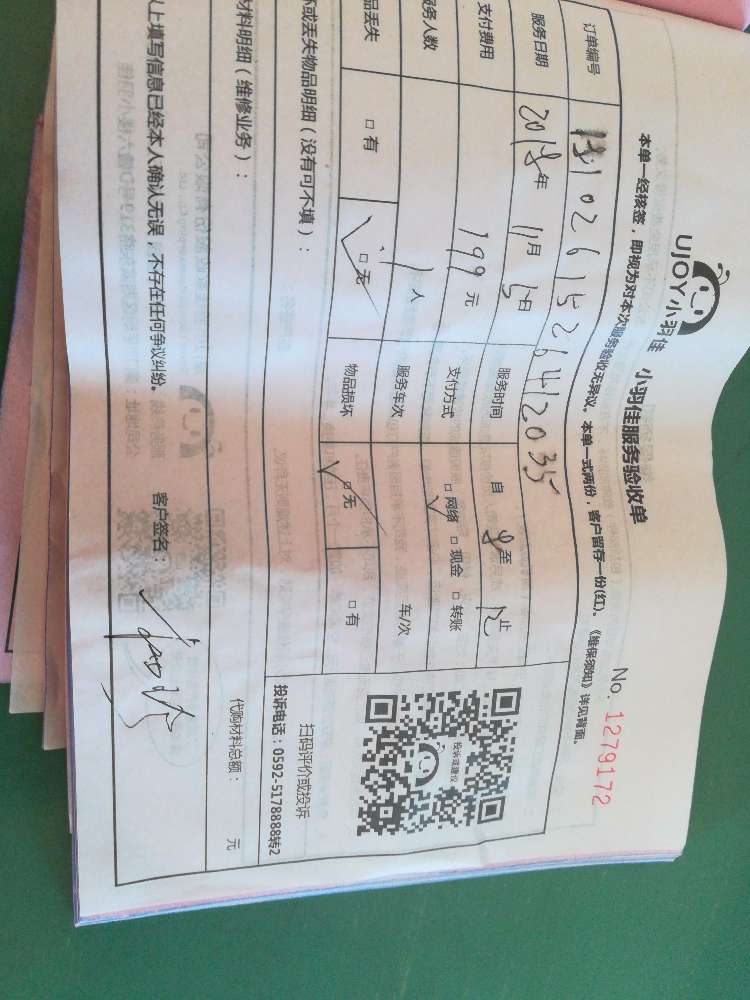 UJOY小羽佳
小羽佳服务验收单
No. 1279172
本单一经核签，即视为对本次服务验收无异议。本单一式两份，客户留存一份(红)。《维保须知》详见背面。
订单编号
服务日期 2018年 11月 5日 服务时间 自 8 至 12 止
支付费用 199 元 支付方式 □网络 □现金 □转账
服务人数 1 人 服务车次 车/次
品丢失 □有 □无 物品损坏 □无 □有
坏或丢失物品明细（没有可不填）：
投诉或建议
扫码评价或投诉
投诉电话：0592-5178888转2
材料明细（维修业务）：
代购材料总额： 元
以上填写信息已经本人确认无误，不存在任何争议纠纷。 客户签名：